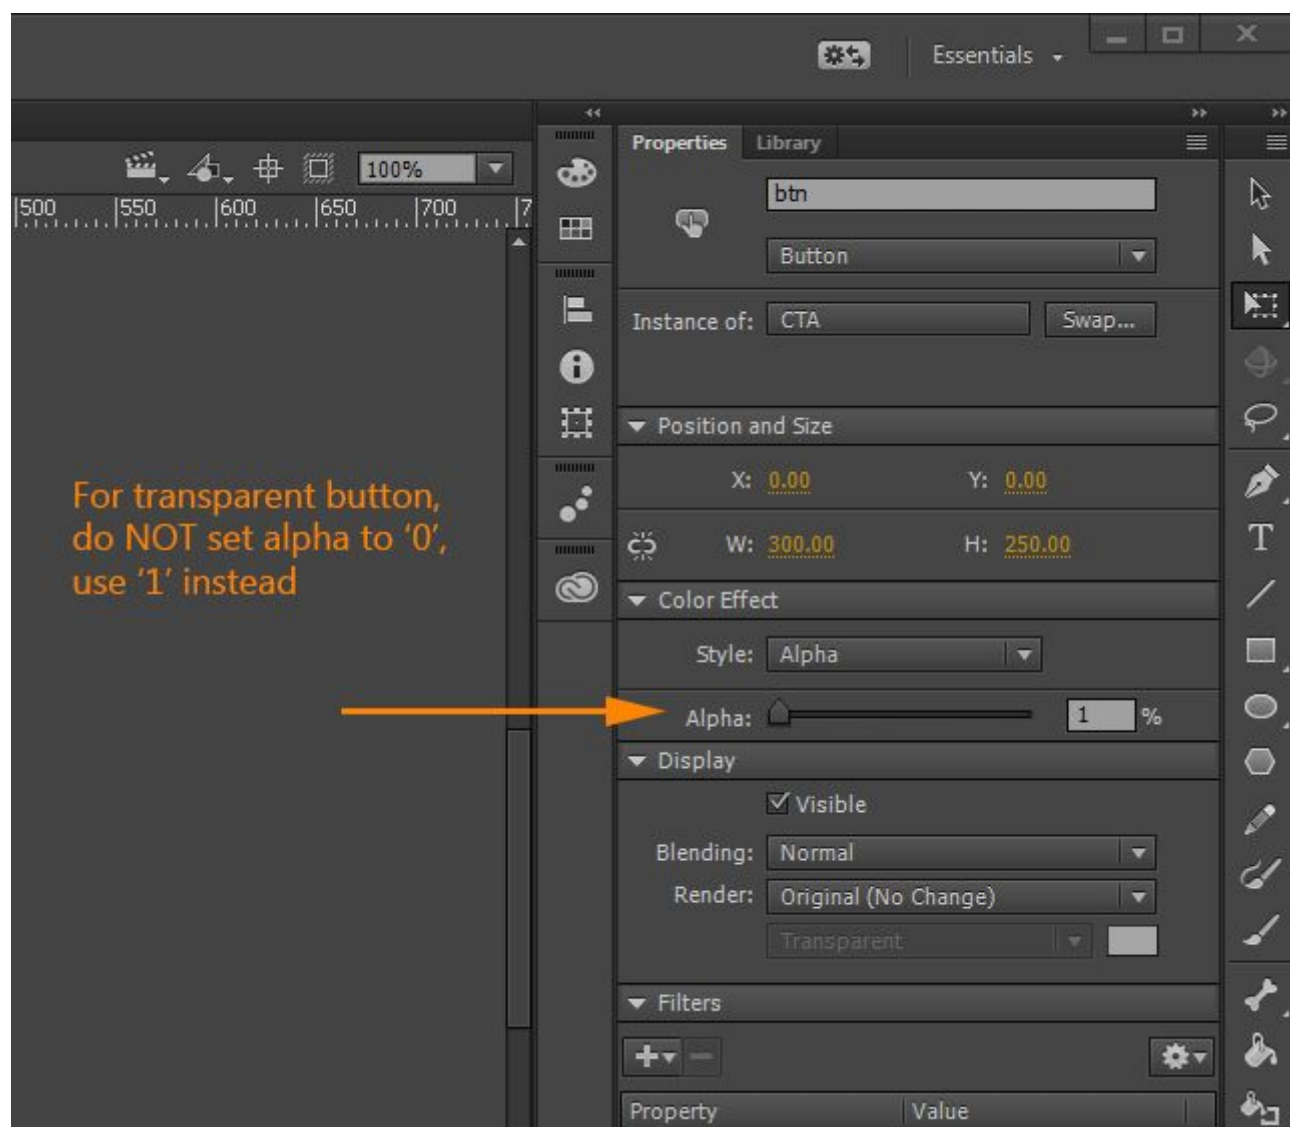 Essentials
Properties Library
100%
btn
500 550 600 650 700 7
Button
Instance of: CTA Swap...
Position and Size
X: 0.00 Y: 0.00
For transparent button,
do NOT set alpha to ‘0’,
use ‘1’ instead
W: 300.00 H: 250.00
Color Effect
Style: Alpha
Alpha: 1 %
Display
Visible
Blending: Normal
Render: Original (No Change)
Transparent
Filters
Property Value